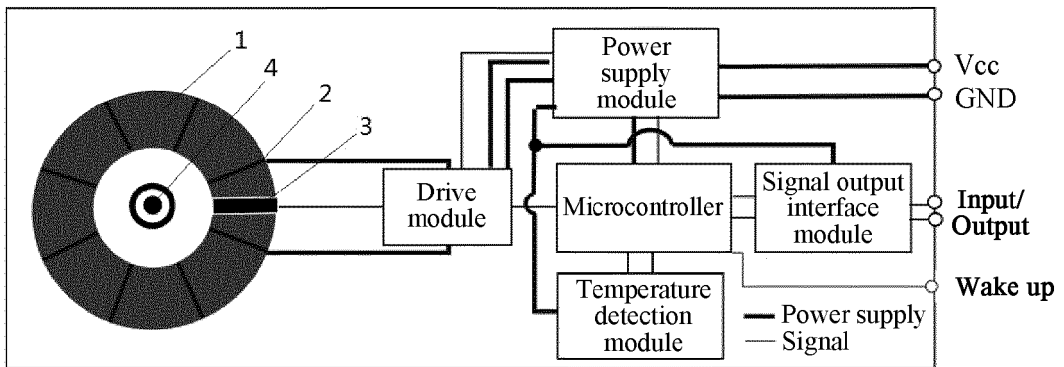 1
4
2
3
Power
supply
module
Vcc
GND
Drive
module
Microcontroller
Signal output
interface
module
Input/
Output
Wake up
Temperature
detection
module
Power supply
Signal